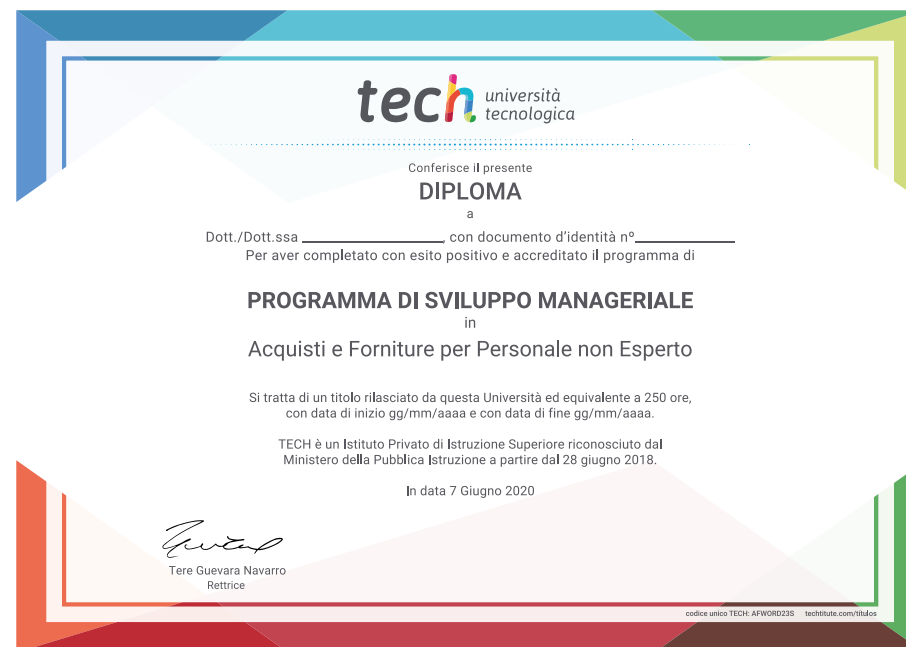 tech università
tecnologica
Conferisce il presente
DIPLOMA
a
Dott./Dott.ssa ___________________, con documento d'identità nº_____________
Per aver completato con esito positivo e accreditato il programma di
PROGRAMMA DI SVILUPPO MANAGERIALE
in
Acquisti e Forniture per Personale non Esperto
Si tratta di un titolo rilasciato da questa Università ed equivalente a 250 ore,
con data di inizio gg/mm/aaaa e con data di fine gg/mm/aaaa.
TECH è un Istituto Privato di Istruzione Superiore riconosciuto dal
Ministero della Pubblica Istruzione a partire dal 28 giugno 2018.
In data 7 Giugno 2020
Tere Guevara Navarro
Rettrice
codice unico TECH: AFWORD23S techtitute.com/titulos